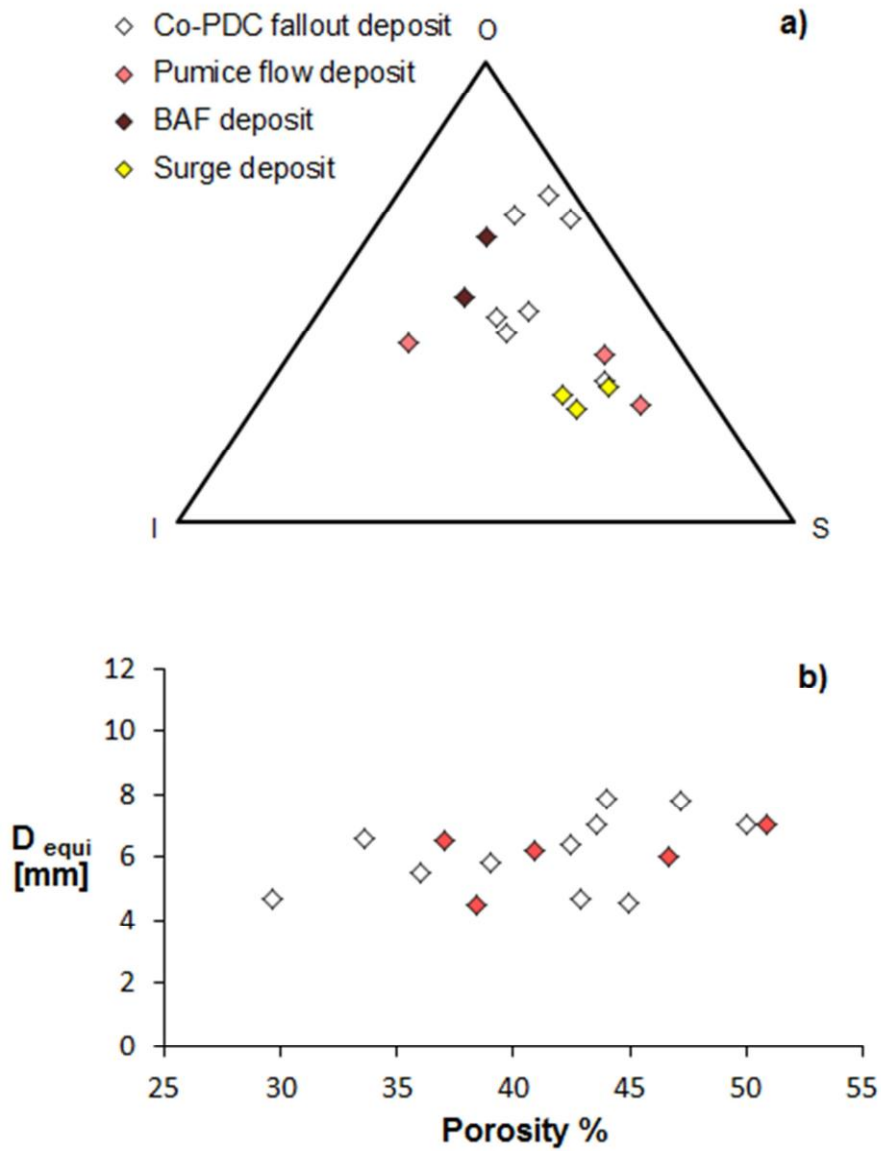 Co-PDC fallout deposit
O
a)
Pumice flow deposit
BAF deposit
Surge deposit
I
S
b)
12
10
8
6
4
2
0
D equi
[mm]
25 30 35 40 45 50 55
Porosity %